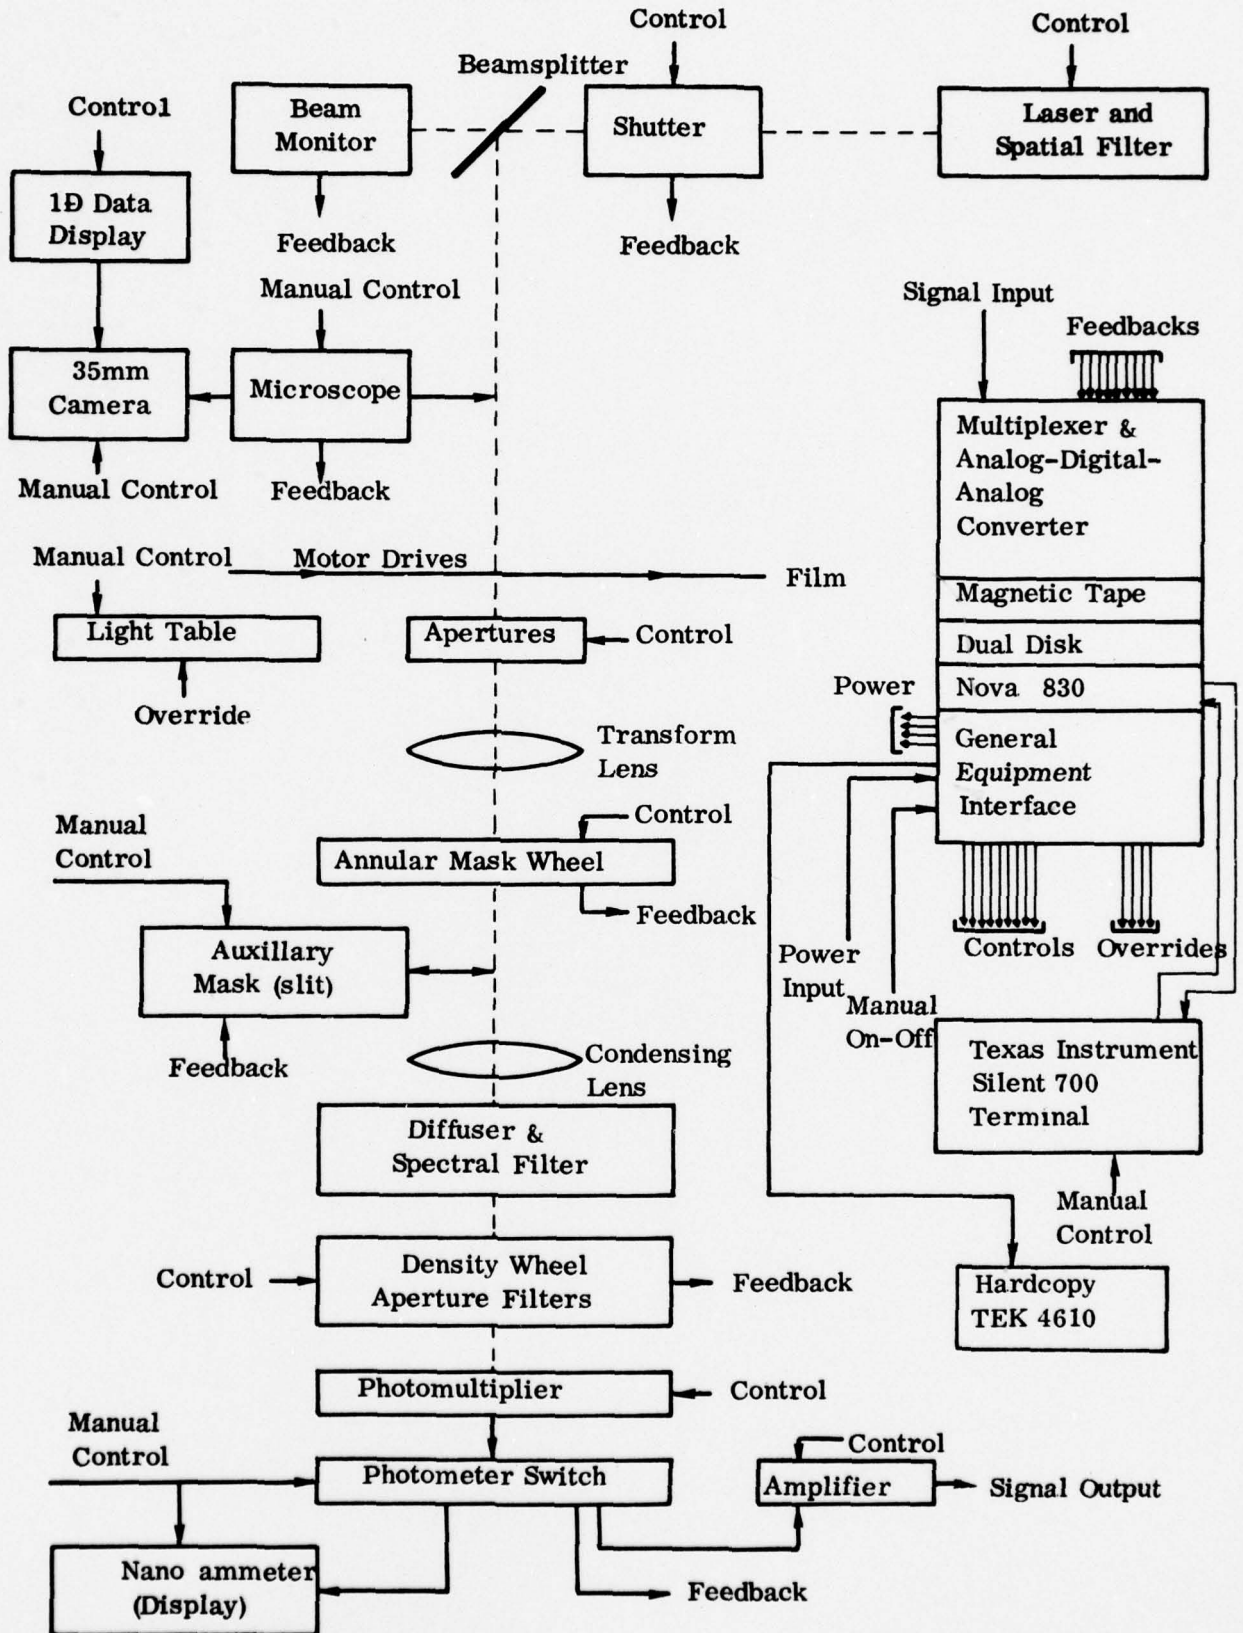 Control
Control
Beamsplitter
Control
Beam
Monitor
Shutter
Laser and
Spatial Filter
1D Data
Display
Feedback
Feedback
Manual Control
Signal Input
Feedbacks
35mm
Camera
Microscope
Multiplexer &
Analog-Digital-
Analog
Converter
Manual Control
Feedback
Manual Control
Motor Drives
Film
Magnetic Tape
Light Table
Apertures
Control
Dual Disk
Power
Nova 830
Override
Transform
Lens
General
Equipment
Interface
Manual
Control
Control
Annular Mask Wheel
Feedback
Auxillary
Mask (slit)
Controls
Overrides
Power
Input
Manual
On-Off
Feedback
Condensing
Lens
Texas Instrument
Silent 700
Terminal
Diffuser &
Spectral Filter
Manual
Control
Control
Density Wheel
Aperture Filters
Feedback
Hardcopy
TEK 4610
Photomultiplier
Control
Manual
Control
Control
Photometer Switch
Amplifier
Signal Output
Nano ammeter
(Display)
Feedback